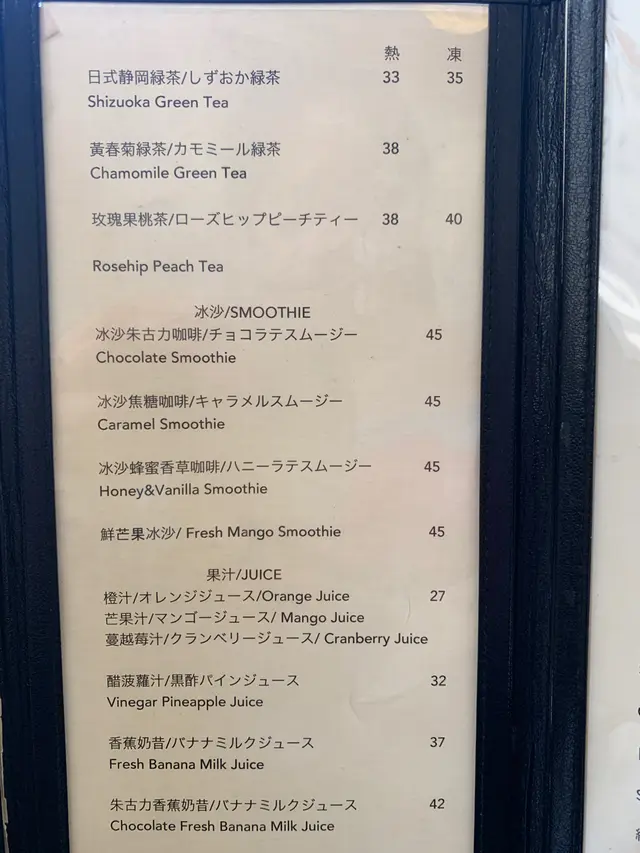 熱 凍
日式静岡緑茶/しずおか緑茶 33 35
Shizuoka Green Tea
黃春菊緑茶/カモミール緑茶 38
Chamomile Green Tea
玫瑰果桃茶/ローズヒップピーチティー 38 40
Rosehip Peach Tea
冰沙/SMOOTHIE
冰沙朱古力咖啡/チョコラテスムージー 45
Chocolate Smoothie
冰沙焦糖咖啡/キャラメルスムージー 45
Caramel Smoothie
冰沙蜂蜜香草咖啡/ハニーラテスムージー 45
Honey&Vanilla Smoothie
鮮芒果冰沙/ Fresh Mango Smoothie 45
果汁/JUICE
橙汁/オレンジジュース/Orange Juice 27
芒果汁/マンゴージュース/ Mango Juice
蔓越莓汁/クランベリージュース/ Cranberry Juice
醋菠蘿汁/黒酢パインジュース 32
Vinegar Pineapple Juice
香蕉奶昔/バナナミルクジュース 37
Fresh Banana Milk Juice
朱古力香蕉奶昔/バナナミルクジュース 42
Chocolate Fresh Banana Milk Juice